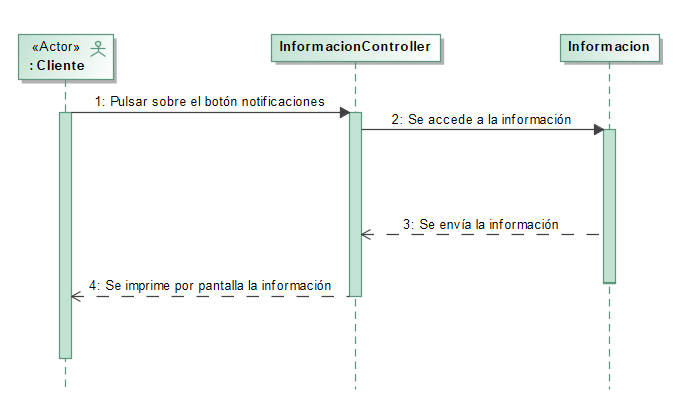 «Actor»
: Cliente
InformacionController
Informacion
1: Pulsar sobre el botón notificaciones
2: Se accede a la información
3: Se envía la información
4: Se imprime por pantalla la información